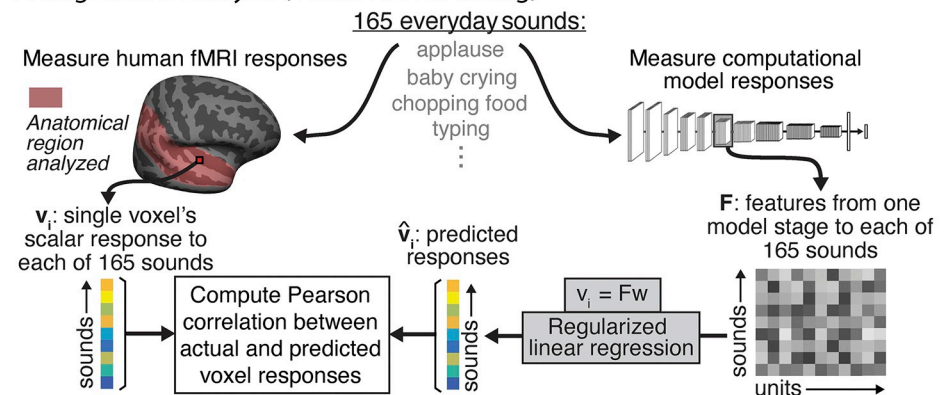 165 everyday sounds:
applause
baby crying
chopping food
typing
Measure human fMRI responses
Anatomical
region
analyzed
Measure computational
model responses
vi: single voxel's
scalar response to
each of 165 sounds
v̂i: predicted
responses
F: features from one
model stage to each of
165 sounds
sounds
Compute Pearson
correlation between
actual and predicted
voxel responses
sounds
vi = Fw
Regularized
linear regression
sounds
units